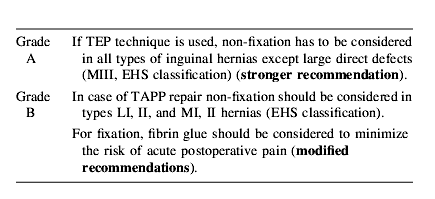 Grade A If TEP technique is used, non-fixation has to be considered
in all types of inguinal hernias except large direct defects
(MIII, EHS classification) (stronger recommendation).
Grade B In case of TAPP repair non-fixation should be considered in
types LI, II, and MI, II hernias (EHS classification).
For fixation, fibrin glue should be considered to minimize
the risk of acute postoperative pain (modified
recommendations).